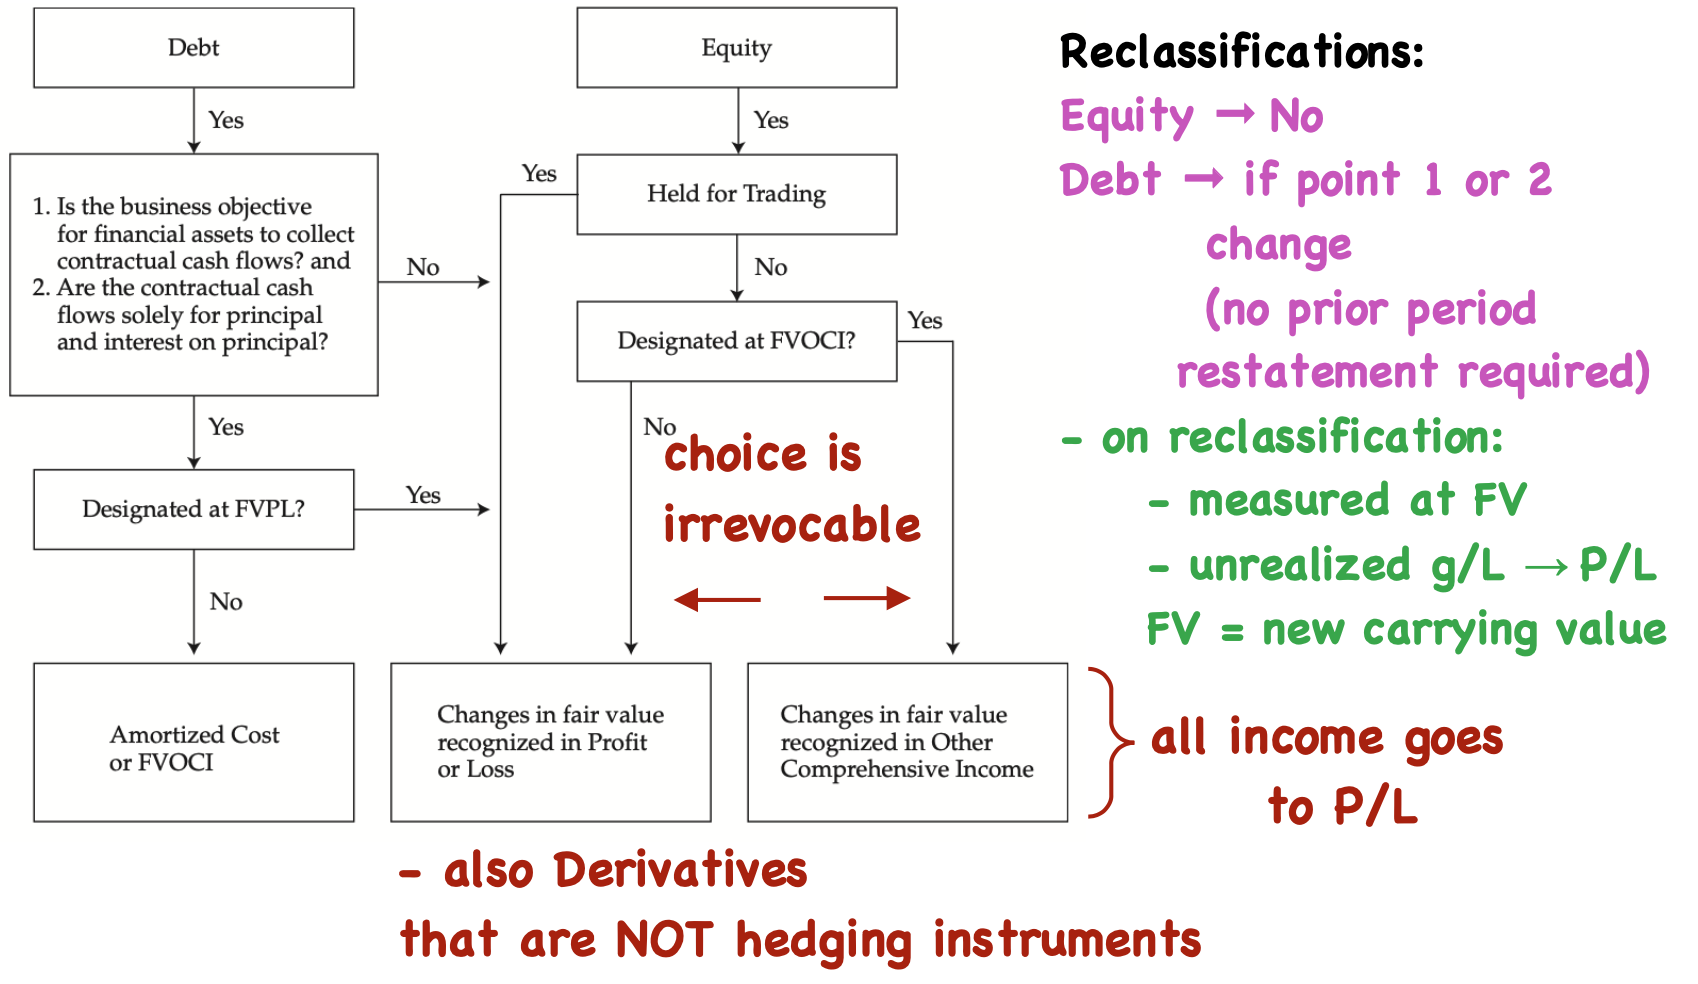 Debt
Yes
1. Is the business objective
for financial assets to collect
contractual cash flows? and
2. Are the contractual cash
flows solely for principal
and interest on principal?
No
Yes
Designated at FVPL?
Yes
No
Amortized Cost
or FVOCI
Equity
Yes
Held for Trading
Yes
No
Designated at FVOCI?
Yes
No
choice is
irrevocable
Changes in fair value
recognized in Profit
or Loss
Changes in fair value
recognized in Other
Comprehensive Income
- also Derivatives
that are NOT hedging instruments
Reclassifications:
Equity → No
Debt → if point 1 or 2
change
(no prior period
restatement required)
- on reclassification:
- measured at FV
- unrealized g/L → P/L
FV = new carrying value
all income goes
to P/L